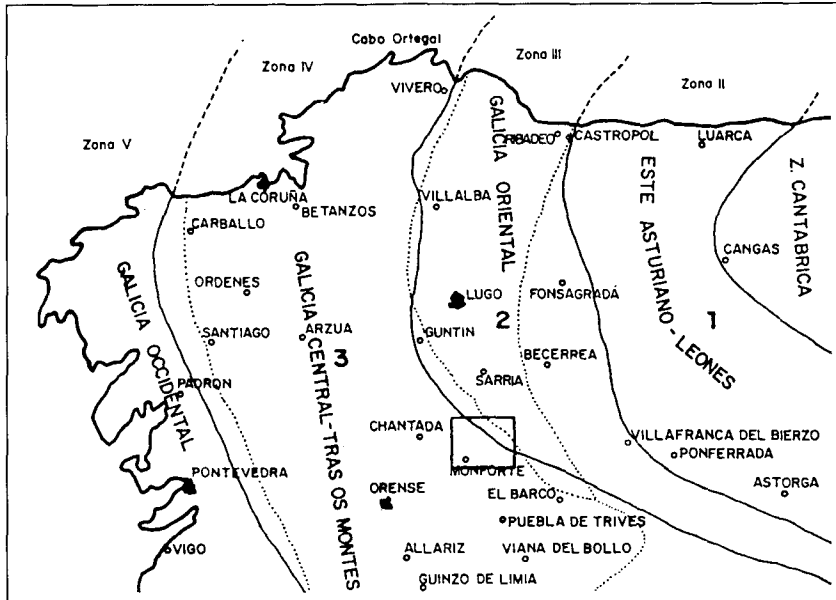 Cabo Ortegal
Zona IV
Zona III
Zona II
VIVERO
Zona V
RIBADEO
CASTROPOL
LUARCA
GALICIA ORIENTAL
ESTE ASTURIANO-LEONES
Z. CANTABRICA
LA CORUÑA
BETANZOS
VILLALBA
CARBALLO
CANGAS
GALICIA OCCIDENTAL
ORDENES
GALICIA CENTRAL-TRAS OS MONTES
LUGO
FONSAGRADA
2
1
SANTIAGO
ARZUA
GUNTIN
3
BECERREA
SARRIA
PADRON
CHANTADA
VILLAFRANCA DEL BIERZO
PONFERRADA
MONFORTE
PONTEVEDRA
ORENSE
EL BARCO
ASTORGA
PUEBLA DE TRIVES
VIGO
ALLARIZ
VIANA DEL BOLLO
GUINZO DE LIMIA